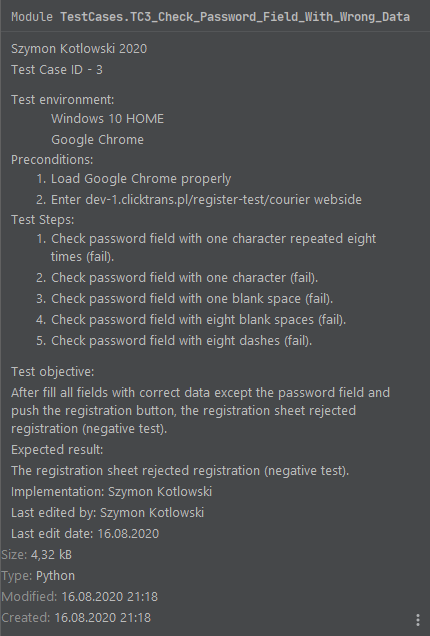 Module TestCases.TC3_Check_Password_Field_With_Wrong_Data
Szymon Kotlowski 2020
Test Case ID - 3
Test environment:
Windows 10 HOME
Google Chrome
Preconditions:
1. Load Google Chrome properly
2. Enter dev-1.clicktrans.pl/register-test/courier webside
Test Steps:
1. Check password field with one character repeated eight
times (fail).
2. Check password field with one character (fail).
3. Check password field with one blank space (fail).
4. Check password field with eight blank spaces (fail).
5. Check password field with eight dashes (fail).
Test objective:
After fill all fields with correct data except the password field and
push the registration button, the registration sheet rejected
registration (negative test).
Expected result:
The registration sheet rejected registration (negative test).
Implementation: Szymon Kotlowski
Last edited by: Szymon Kotlowski
Last edit date: 16.08.2020
Size: 4,32 kB
Type: Python
Modified: 16.08.2020 21:18
Created: 16.08.2020 21:18